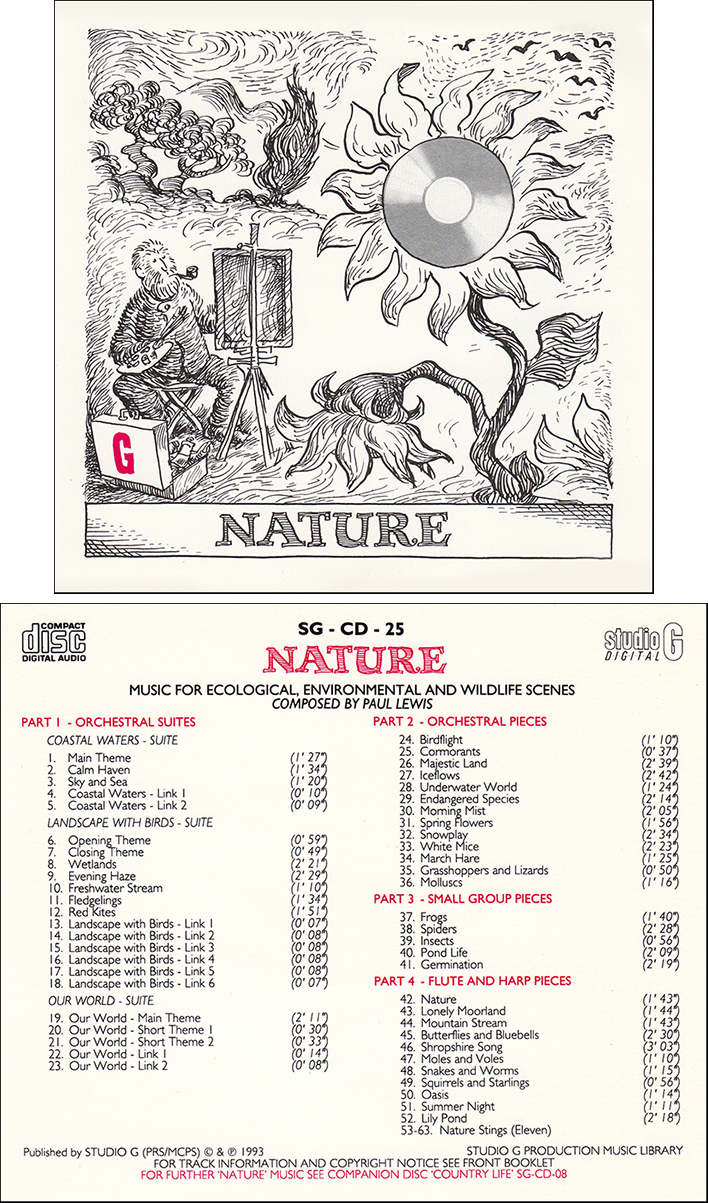 G
NATURE
COMPACT
disc
DIGITAL AUDIO
SG - CD - 25
NATURE
studio G
DIGITAL
MUSIC FOR ECOLOGICAL, ENVIRONMENTAL AND WILDLIFE SCENES
COMPOSED BY PAUL LEWIS
PART 1 - ORCHESTRAL SUITES
COASTAL WATERS - SUITE
1. Main Theme (1' 27")
2. Calm Haven (1' 34")
3. Sky and Sea (1' 20")
4. Coastal Waters - Link 1 (0' 10")
5. Coastal Waters - Link 2 (0' 09")
LANDSCAPE WITH BIRDS - SUITE
6. Opening Theme (0' 59")
7. Closing Theme (0' 49")
8. Wetlands (2' 21")
9. Evening Haze (2' 29")
10. Freshwater Stream (1' 10")
11. Fledgelings (1' 34")
12. Red Kites (1' 51")
13. Landscape with Birds - Link 1 (0' 07")
14. Landscape with Birds - Link 2 (0' 08")
15. Landscape with Birds - Link 3 (0' 08")
16. Landscape with Birds - Link 4 (0' 08")
17. Landscape with Birds - Link 5 (0' 08")
18. Landscape with Birds - Link 6 (0' 07")
OUR WORLD - SUITE
19. Our World - Main Theme (2' 11")
20. Our World - Short Theme 1 (0' 30")
21. Our World - Short Theme 2 (0' 33")
22. Our World - Link 1 (0' 14")
23. Our World - Link 2 (0' 08")
PART 2 - ORCHESTRAL PIECES
24. Birdflight (1' 10")
25. Cormorants (0' 37")
26. Majestic Land (2' 39")
27. Iceflows (2' 42")
28. Underwater World (1' 24")
29. Endangered Species (2' 14")
30. Morning Mist (2' 05")
31. Spring Flowers (1' 56")
32. Snowplay (2' 34")
33. White Mice (2' 23")
34. March Hare (1' 25")
35. Grasshoppers and Lizards (0' 50")
36. Molluscs (1' 16")
PART 3 - SMALL GROUP PIECES
37. Frogs (1' 40")
38. Spiders (2' 28")
39. Insects (0' 56")
40. Pond Life (2' 09")
41. Germination (2' 19")
PART 4 - FLUTE AND HARP PIECES
42. Nature (1' 43")
43. Lonely Moorland (1' 44")
44. Mountain Stream (1' 43")
45. Butterflies and Bluebells (2' 30")
46. Shropshire Song (3' 03")
47. Moles and Voles (1' 10")
48. Snakes and Worms (1' 15")
49. Squirrels and Starlings (0' 56")
50. Oasis (1' 14")
51. Summer Night (1' 11")
52. Lily Pond (2' 18")
53-63. Nature Stings (Eleven)
Published by STUDIO G (PRS/MCPS) © & ℗ 1993
STUDIO G PRODUCTION MUSIC LIBRARY
FOR TRACK INFORMATION AND COPYRIGHT NOTICE SEE FRONT BOOKLET
FOR FURTHER 'NATURE' MUSIC SEE COMPANION DISC 'COUNTRY LIFE' SG-CD-08